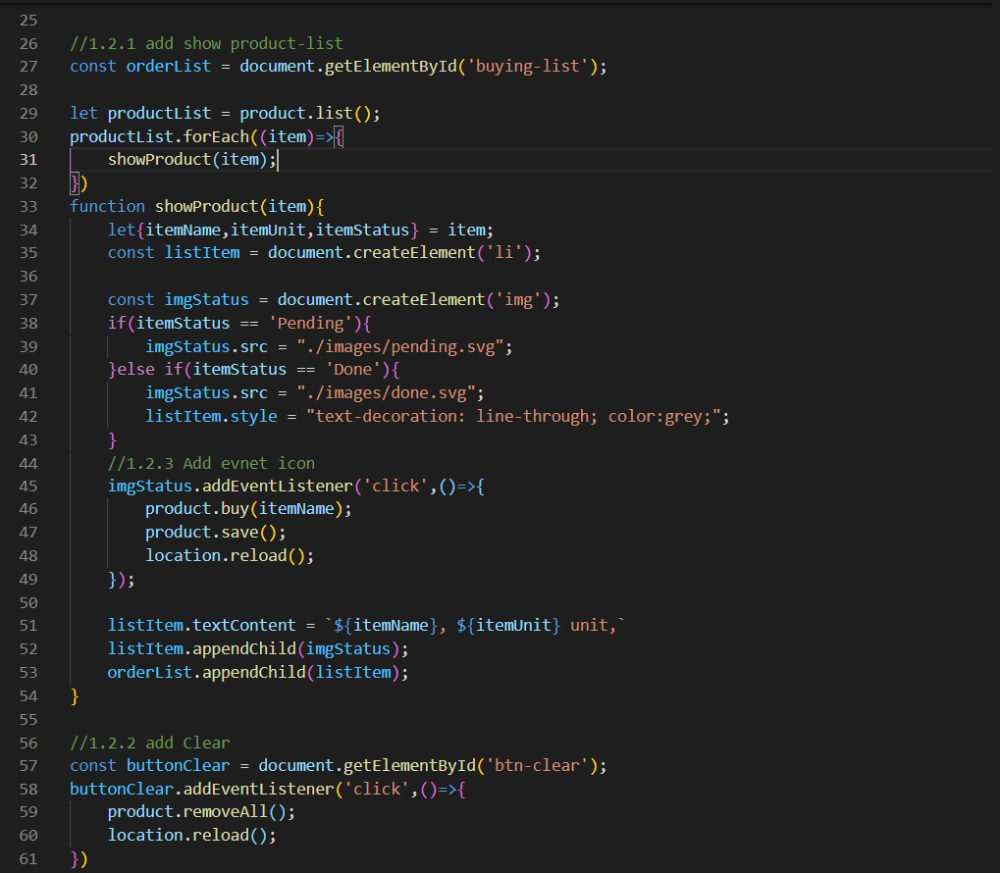 25
26 //1.2.1 add show product-list
27 const orderList = document.getElementById('buying-list');
28
29 let productList = product.list();
30 productList.forEach((item)=>{
31     showProduct(item);
32 })
33 function showProduct(item){
34     let{itemName,itemUnit,itemStatus} = item;
35     const listItem = document.createElement('li');
36
37     const imgStatus = document.createElement('img');
38     if(itemStatus == 'Pending'){
39         imgStatus.src = "./images/pending.svg";
40     }else if(itemStatus == 'Done'){
41         imgStatus.src = "./images/done.svg";
42         listItem.style = "text-decoration: line-through; color:grey;";
43     }
44     //1.2.3 Add evnet icon
45     imgStatus.addEventListener('click',()=>{
46         product.buy(itemName);
47         product.save();
48         location.reload();
49     });
50
51     listItem.textContent = `${itemName}, ${itemUnit} unit,`
52     listItem.appendChild(imgStatus);
53     orderList.appendChild(listItem);
54 }
55
56 //1.2.2 add Clear
57 const buttonClear = document.getElementById('btn-clear');
58 buttonClear.addEventListener('click',()=>{
59     product.removeAll();
60     location.reload();
61 })